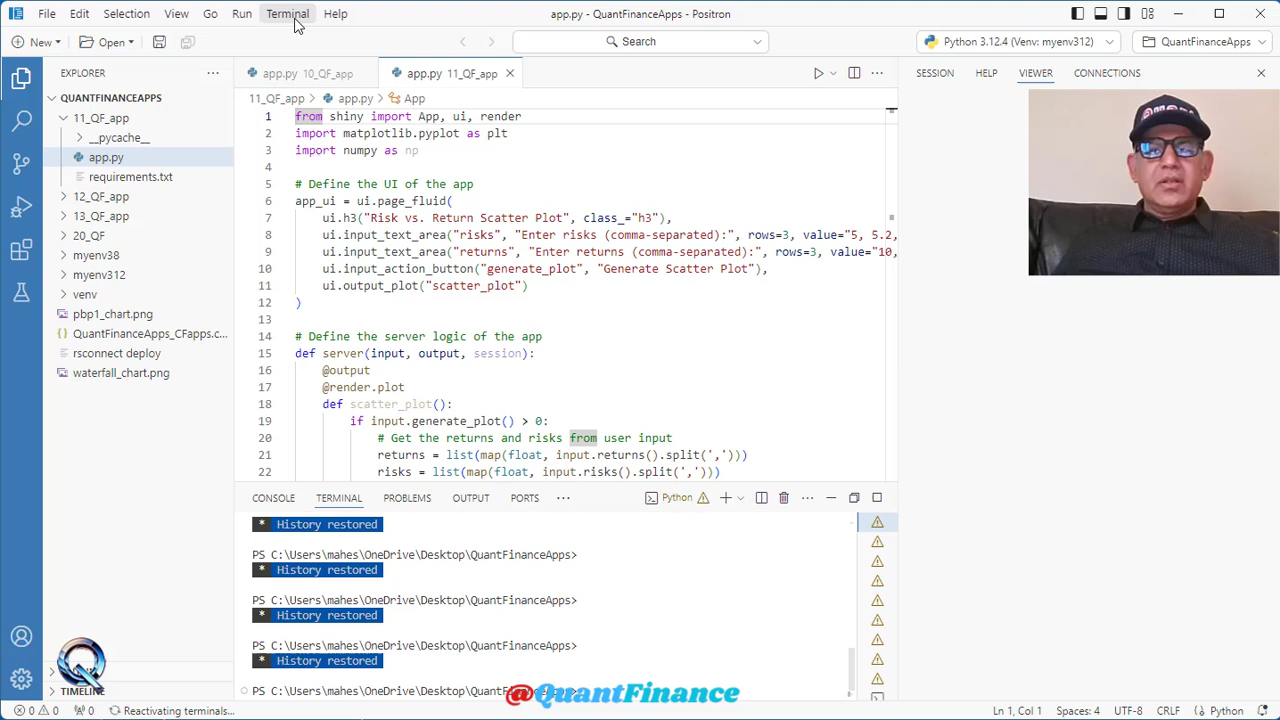 File Edit Selection View Go Run Terminal Help
app.py - QuantFinanceApps - Positron
New Open Search Python 3.12.4 (Venv: myenv312) QuantFinanceApps
EXPLORER
QUANTFINANCEAPPS
11_QF_app
__pycache__
app.py
requirements.txt
12_QF_app
13_QF_app
20_QF
myenv38
myenv312
venv
pbp1_chart.png
QuantFinanceApps_CFapps.c...
rsconnect deploy
waterfall_chart.png
TIMELINE
app.py 10_QF_app app.py 11_QF_app
11_QF_app > app.py > App
1 from shiny import App, ui, render
2 import matplotlib.pyplot as plt
3 import numpy as np
4
5 # Define the UI of the app
6 app_ui = ui.page_fluid(
7 ui.h3("Risk vs. Return Scatter Plot", class_="h3"),
8 ui.input_text_area("risks", "Enter risks (comma-separated):", rows=3, value="5, 5.2,
9 ui.input_text_area("returns", "Enter returns (comma-separated):", rows=3, value="10,
10 ui.input_action_button("generate_plot", "Generate Scatter Plot"),
11 ui.output_plot("scatter_plot")
12 )
13
14 # Define the server logic of the app
15 def server(input, output, session):
16 @output
17 @render.plot
18 def scatter_plot():
19 if input.generate_plot() > 0:
20 # Get the returns and risks from user input
21 returns = list(map(float, input.returns().split(',')))
22 risks = list(map(float, input.risks().split(',')))
SESSION HELP VIEWER CONNECTIONS
CONSOLE TERMINAL PROBLEMS OUTPUT PORTS Python
* History restored
PS C:\Users\mahes\OneDrive\Desktop\QuantFinanceApps>
* History restored
PS C:\Users\mahes\OneDrive\Desktop\QuantFinanceApps>
* History restored
PS C:\Users\mahes\OneDrive\Desktop\QuantFinanceApps>
* History restored
PS C:\Users\mahes\OneDrive\Desktop\QuantFinanceApps>
@QuantFinance
0 0 0 Reactivating terminals... Ln 1, Col 1 Spaces: 4 UTF-8 CRLF Python